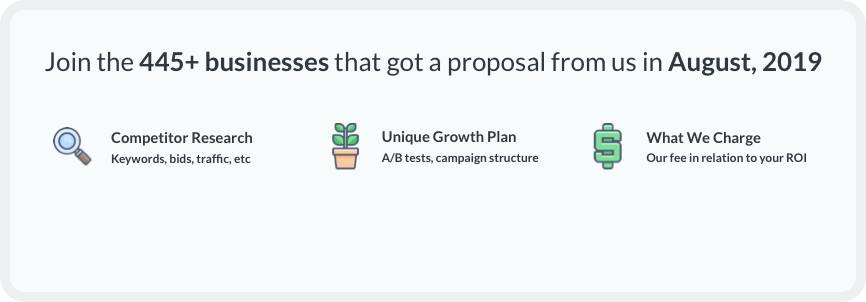 Join the 445+ businesses that got a proposal from us in August, 2019
Competitor Research
Keywords, bids, traffic, etc
Unique Growth Plan
A/B tests, campaign structure
What We Charge
Our fee in relation to your ROI